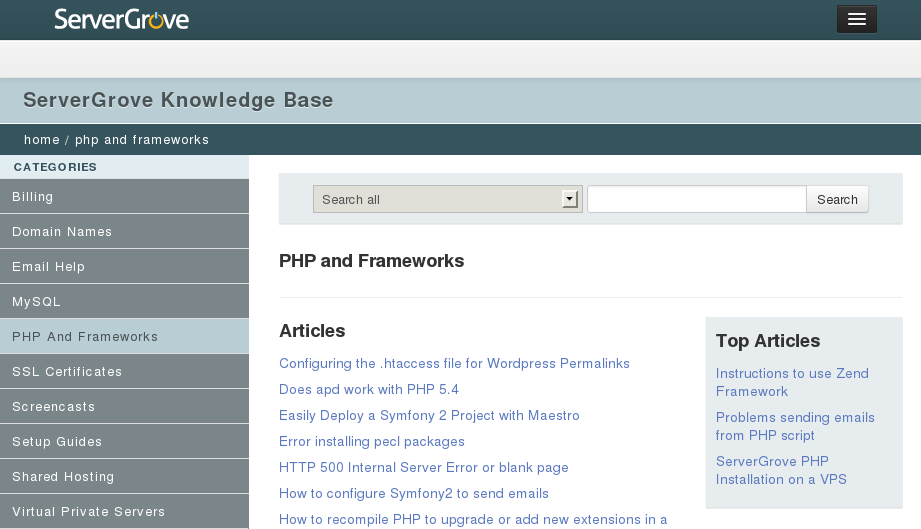 ServerGrove
ServerGrove Knowledge Base
home / php and frameworks
CATEGORIES
Billing
Domain Names
Email Help
MySQL
PHP And Frameworks
SSL Certificates
Screencasts
Setup Guides
Shared Hosting
Virtual Private Servers
Search all
Search
PHP and Frameworks
Articles
Configuring the .htaccess file for Wordpress Permalinks
Does apd work with PHP 5.4
Easily Deploy a Symfony 2 Project with Maestro
Error installing pecl packages
HTTP 500 Internal Server Error or blank page
How to configure Symfony2 to send emails
How to recompile PHP to upgrade or add new extensions in a
Top Articles
Instructions to use Zend
Framework
Problems sending emails
from PHP script
ServerGrove PHP
Installation on a VPS